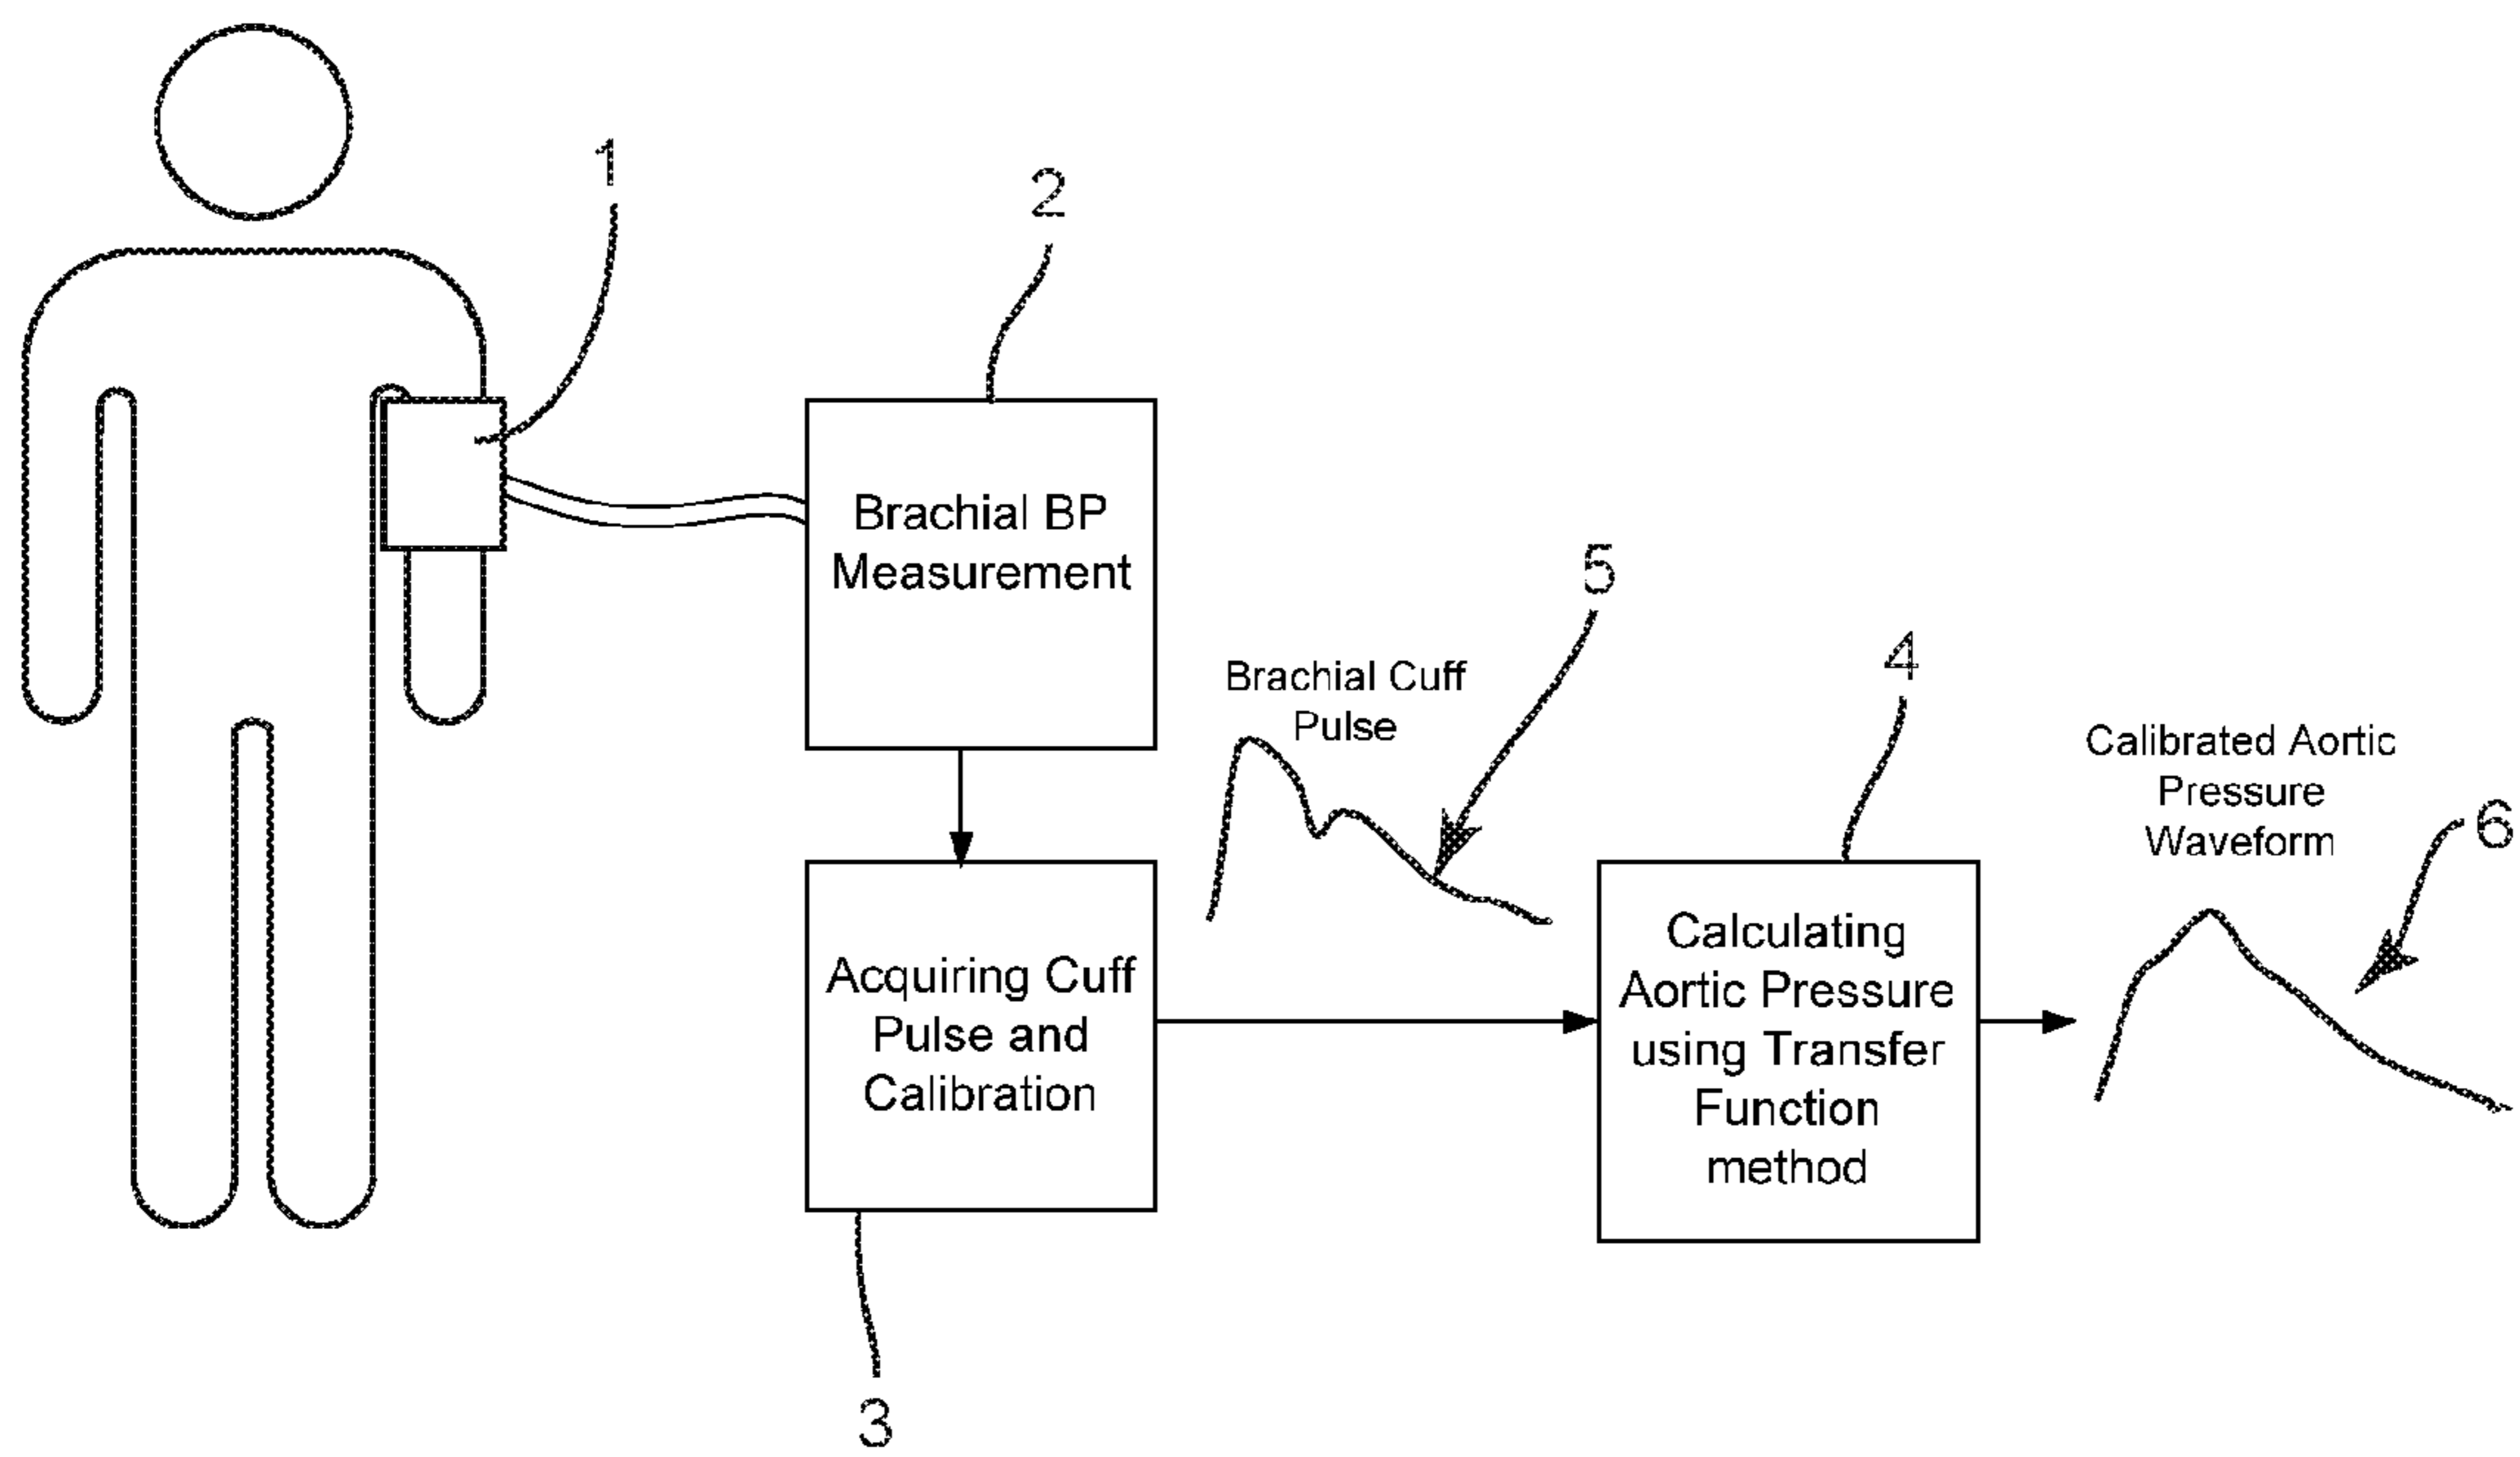 1
2
Brachial BP
Measurement
5
Brachial Cuff
Pulse
4
Calibrated Aortic
Pressure
Waveform
6
Acquiring Cuff
Pulse and
Calibration
Calculating
Aortic Pressure
using Transfer
Function
method
3